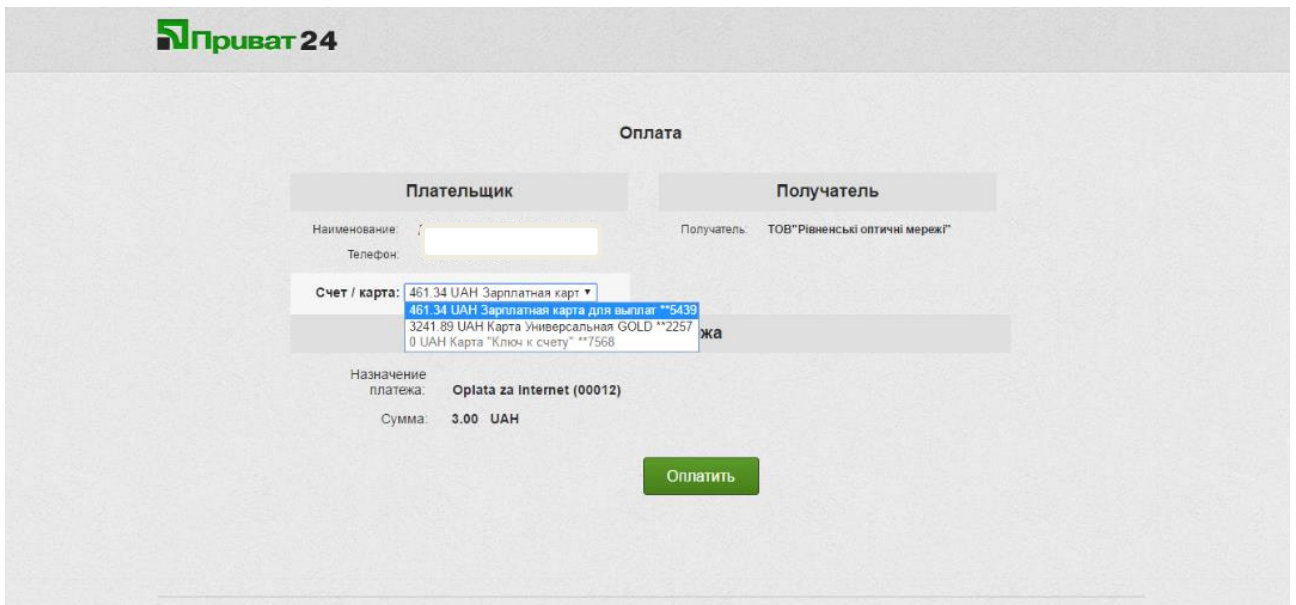 Приват24
Оплата
Плательщик
Получатель
Наименование:
Получатель: ТОВ"Рівненські оптичні мережі"
Телефон:
Счет / карта: 461.34 UAH Зарплатная карт
461.34 UAH Зарплатная карта для выплат **5439
3241.89 UAH Карта Универсальная GOLD **2257
0 UAH Карта "Ключ к счету" **7568
жа
Назначение
платежа: Oplata za Internet (00012)
Сумма: 3.00 UAH
Оплатить